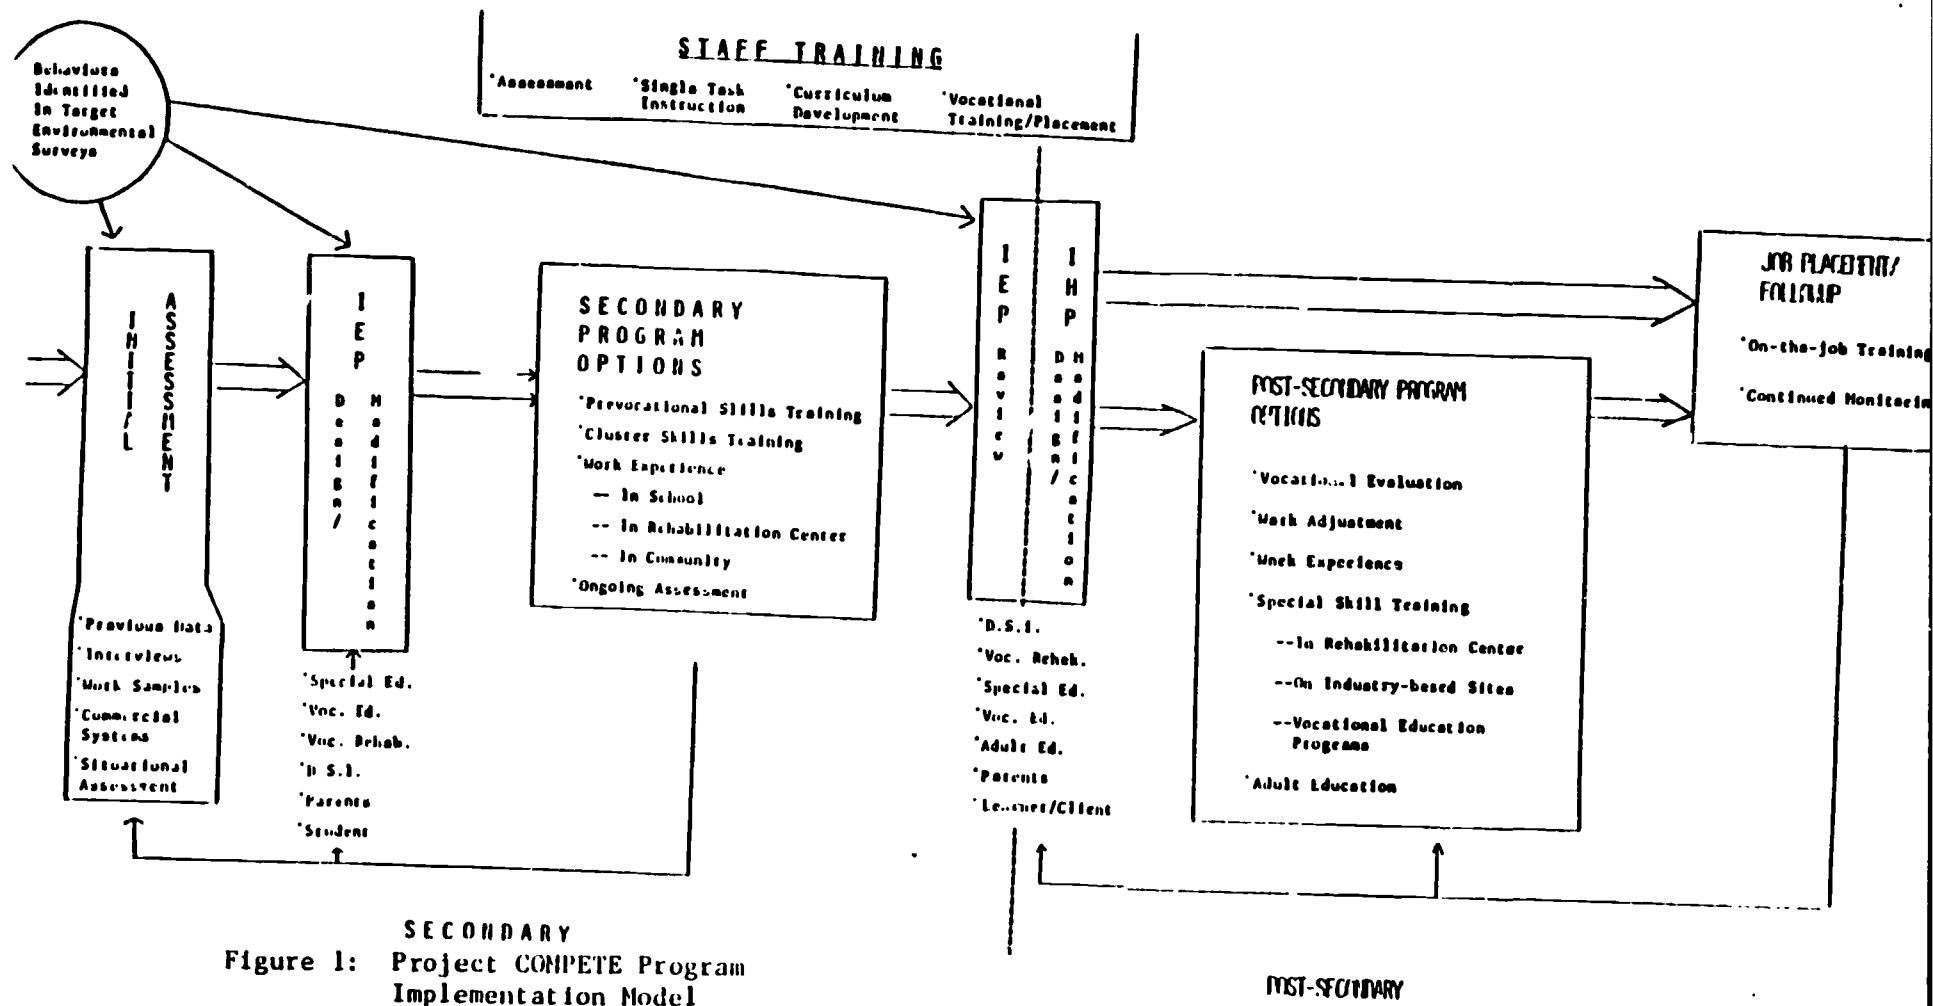 STAFF TRAINING
*Assessment
*Single Task
Instruction
*Curriculum
Development
*Vocational
Training/Placement
Behaviors
Identified
In Target
Environmental
Surveys
INITIAL
ASSESSMENT
*Previous Data
*Interviews
*Work Samples
*Commercial
Systems
*Situational
Assessment
IEP
Design/
Modification
*Special Ed.
*Voc. Ed.
*Voc. Rehab.
*D.S.I.
*Parents
*Student
SECONDARY
PROGRAM
OPTIONS
*Prevocational Skills Training
*Cluster Skills Training
*Work Experience
-- In School
-- In Rehabilitation Center
-- In Community
*Ongoing Assessment
IEP Review
IHP
Design/
Modification
*D.S.I.
*Voc. Rehab.
*Special Ed.
*Voc. Ed.
*Adult Ed.
*Parents
*Learner/Client
POST-SECONDARY PROGRAM
OPTIONS
*Vocational Evaluation
*Work Adjustment
*Work Experience
*Special Skill Training
--In Rehabilitation Center
--On Industry-based Sites
--Vocational Education
Programs
*Adult Education
JOB PLACEMENT/
FOLLOWUP
*On-the-job Training
*Continued Monitorin
SECONDARY
Figure 1: Project COMPETE Program
Implementation Model
POST-SECONDARY